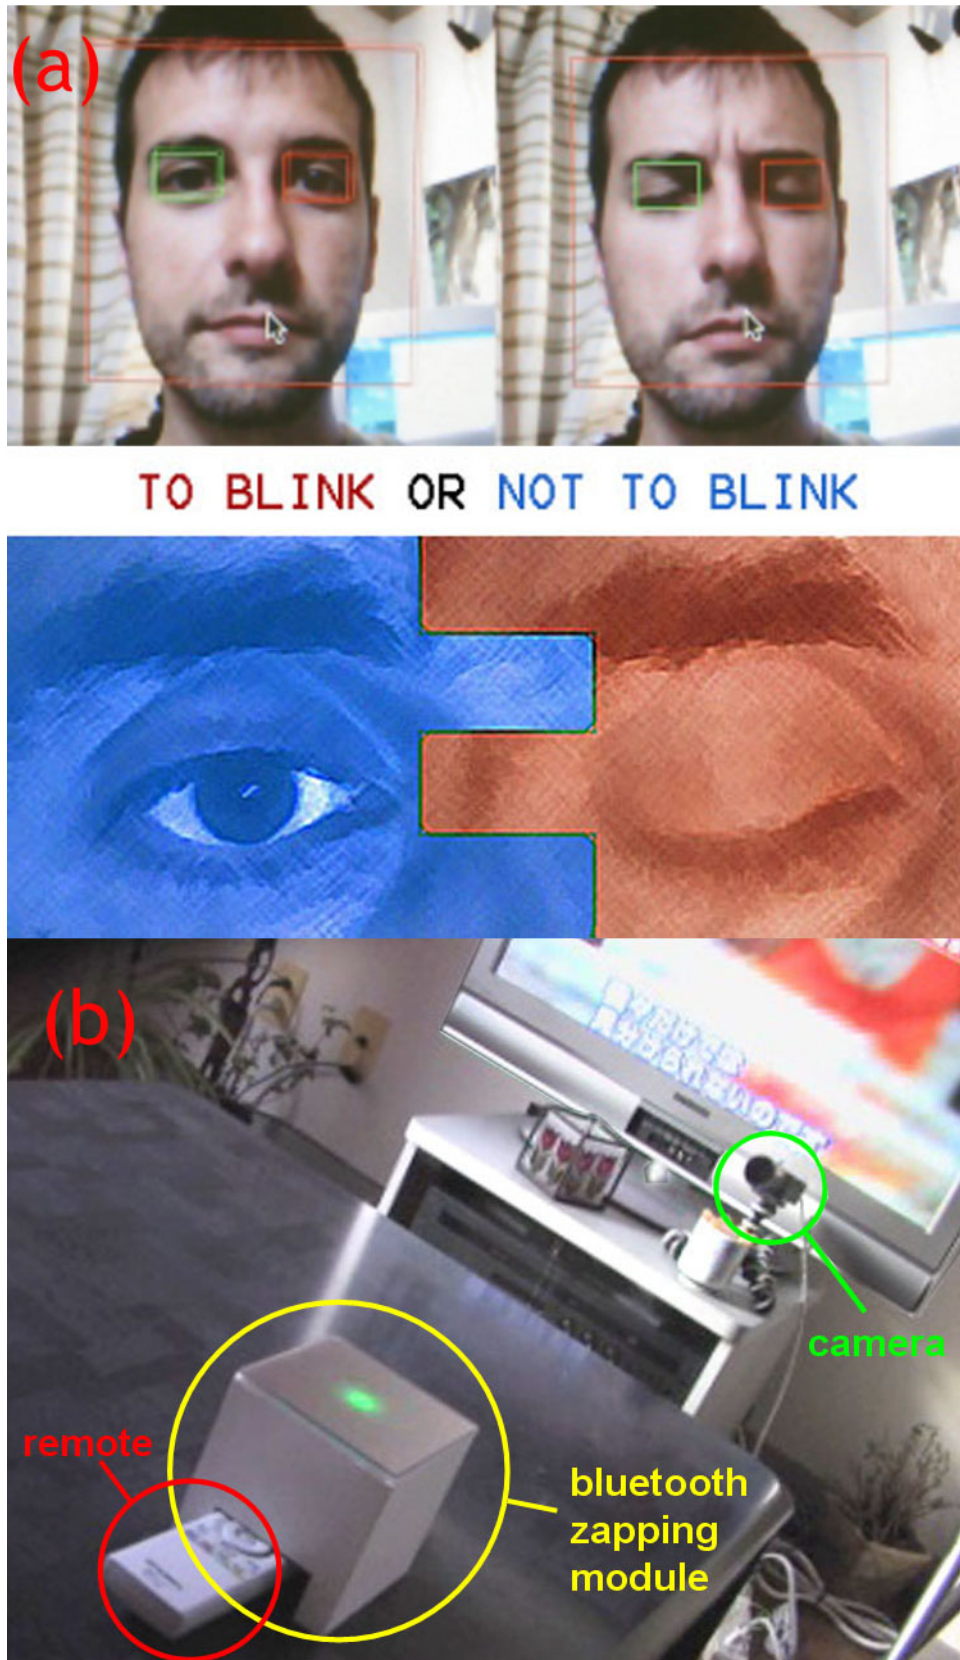 (a)
TO BLINK OR NOT TO BLINK
(b)
camera
remote
bluetooth
zapping
module